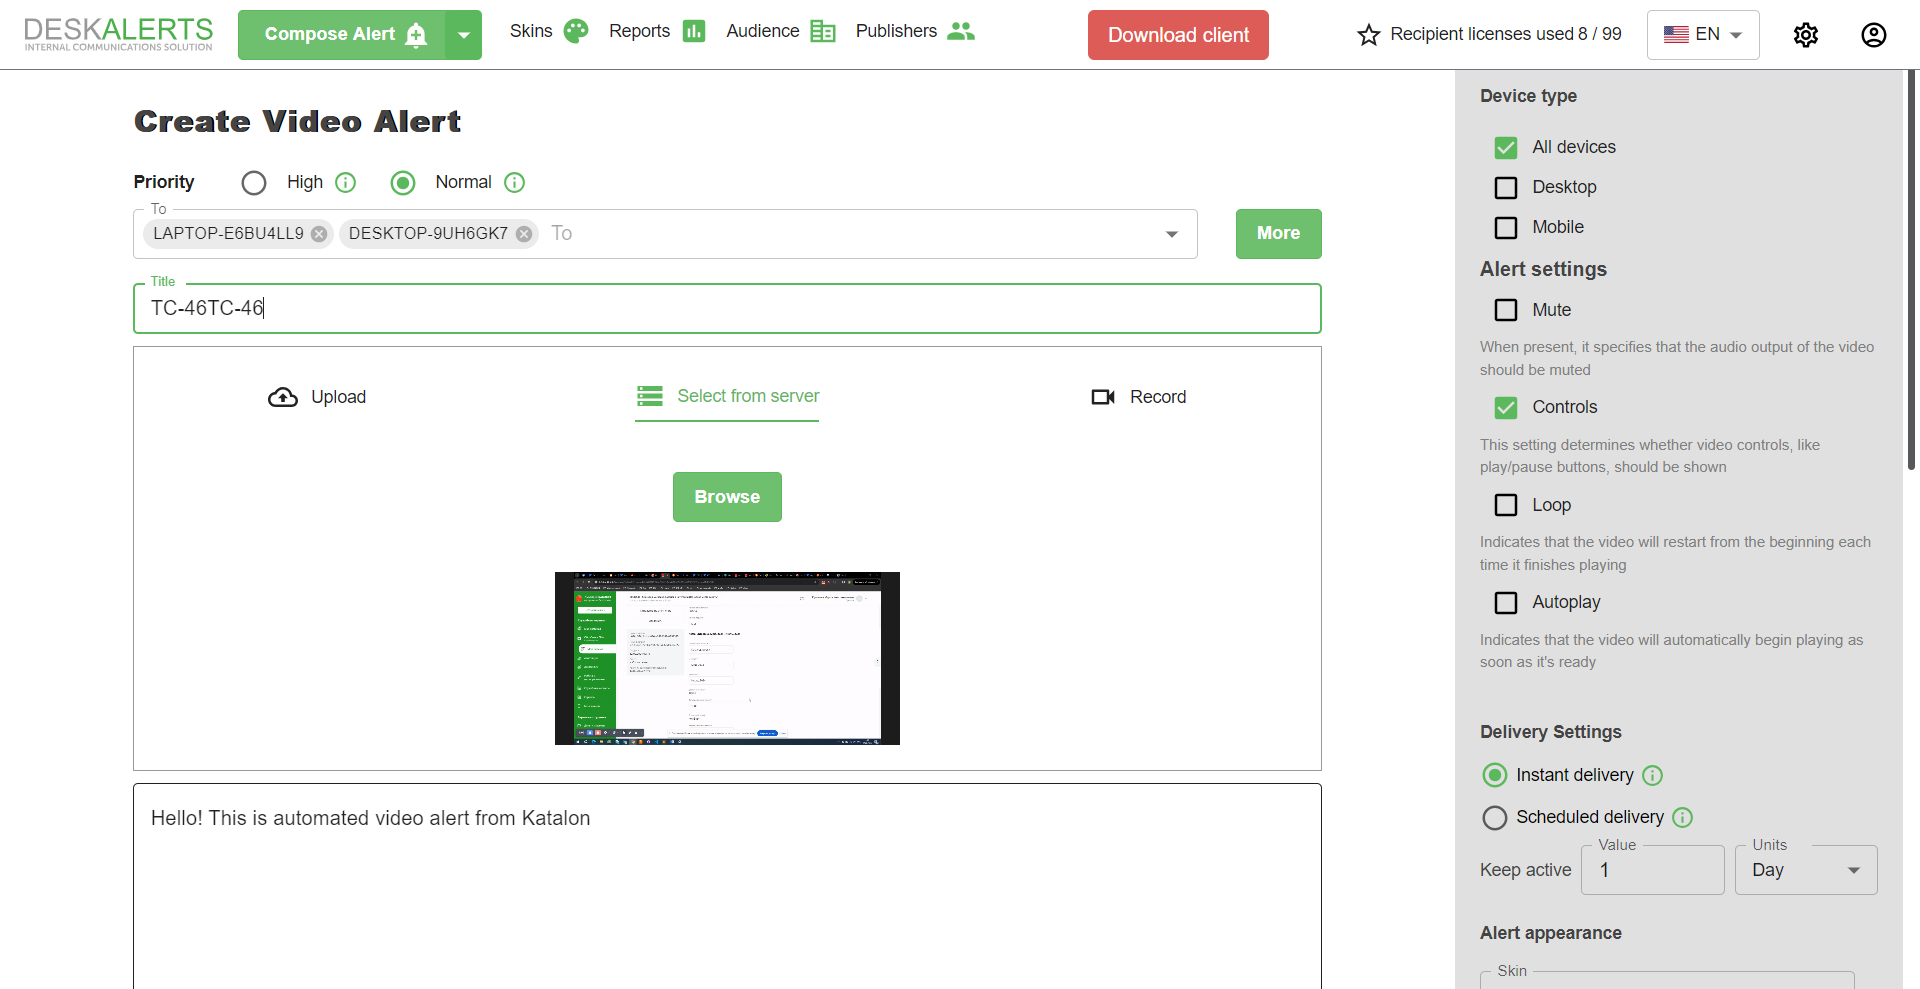 DESKALERTS
INTERNAL COMMUNICATIONS SOLUTION
Compose Alert
Skins
Reports
Audience
Publishers
Download client
Recipient licenses used 8 / 99
EN
Create Video Alert
Priority
High
Normal
To
LAPTOP-E6BU4LL9
DESKTOP-9UH6GK7
To
More
Title
TC-46TC-46
Upload
Select from server
Record
Browse
Hello! This is automated video alert from Katalon
Device type
All devices
Desktop
Mobile
Alert settings
Mute
When present, it specifies that the audio output of the video
should be muted
Controls
This setting determines whether video controls, like
play/pause buttons, should be shown
Loop
Indicates that the video will restart from the beginning each
time it finishes playing
Autoplay
Indicates that the video will automatically begin playing as
soon as it's ready
Delivery Settings
Instant delivery
Scheduled delivery
Keep active
Value
1
Units
Day
Alert appearance
Skin